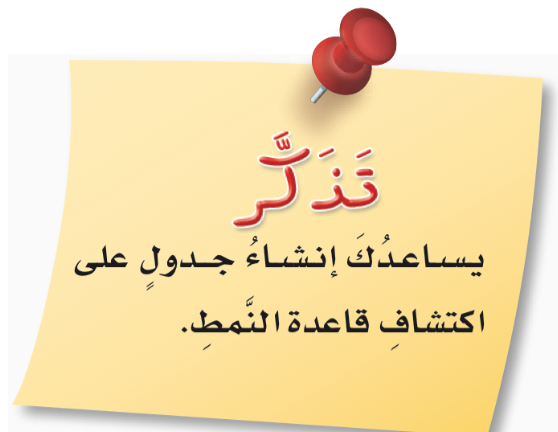 تَذَكَّر
يساعدُكَ إنشاءُ جدولٍ على
اكتشافِ قاعدة النَّمطِ.